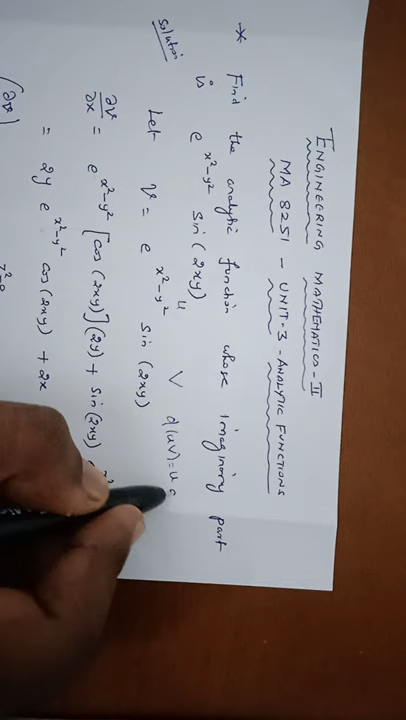 ENGINEERING MATHEMATICS - II
MA 8251 - UNIT-3 - ANALYTIC FUNCTIONS
* Find the analytic function whose imaginary part
is e^{x²-y²} sin(2xy)
u v d(uv) = u
Solution
Let v = e^{x²-y²} sin(2xy)
∂v/∂x = e^{x²-y²} [cos(2xy)](2y) + sin(2xy)
= 2y e^{x²-y²} cos(2xy) + 2x
(∂v